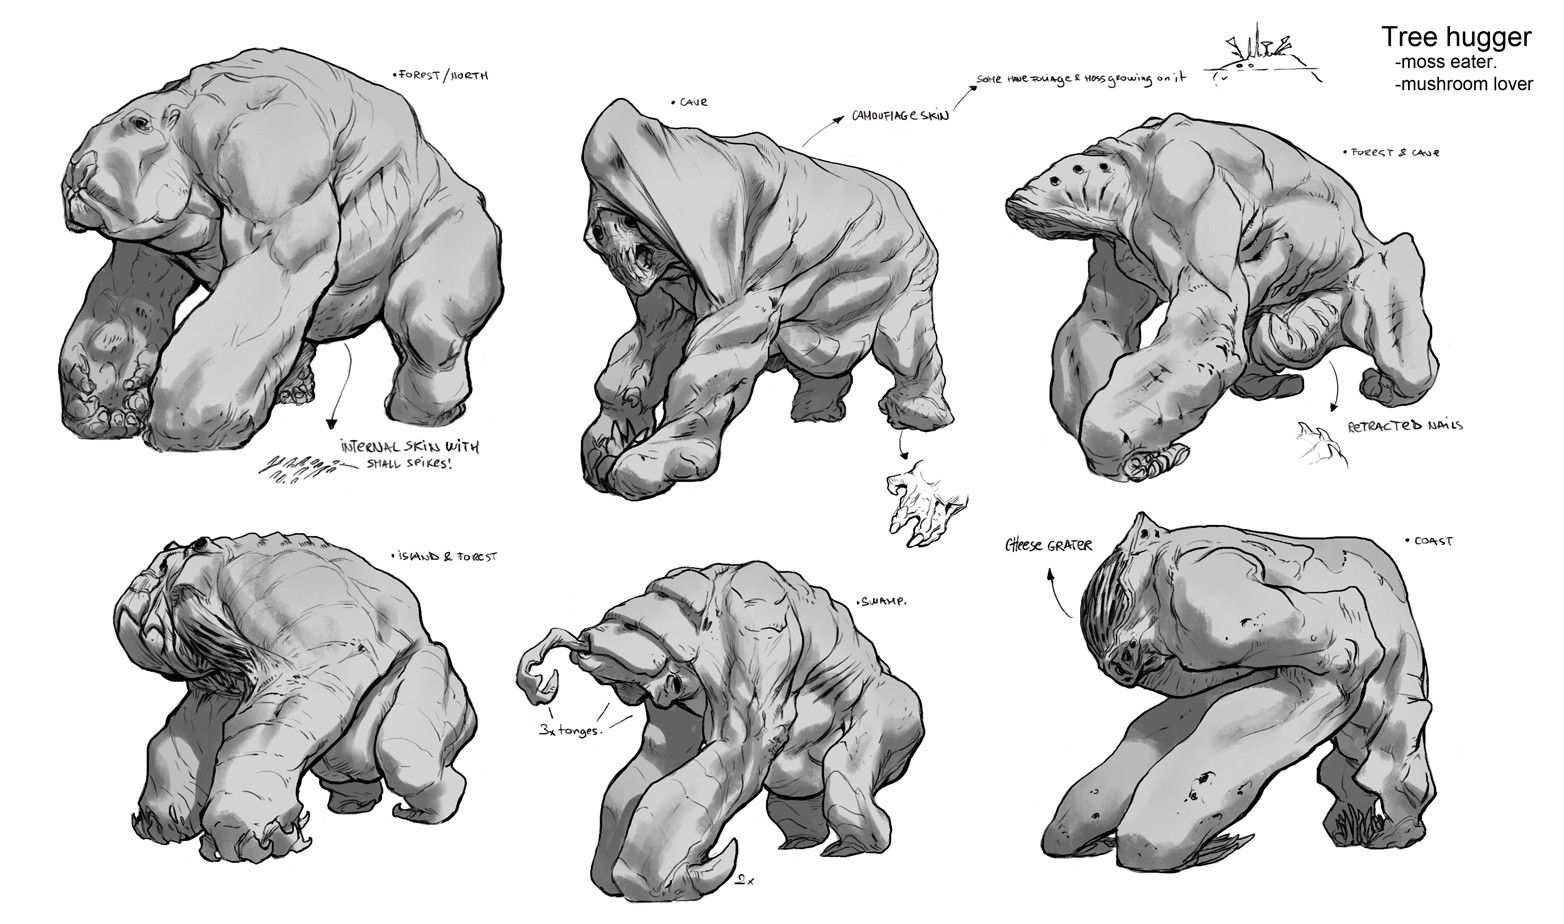 Tree hugger
-moss eater.
-mushroom lover
•FOREST/NORTH
• CAVE
CAMOUFLAGE SKIN
SOME HAVE FOLIAGE & MOSS growing on it
• FOREST & CAVE
INTERNAL SKIN WITH
SMALL SPIKES!
RETRACTED NAILS
•ISLAND & FOREST
•SWAMP.
3x tonges.
2x
CHEESE GRATER
• COAST